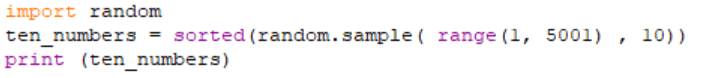 import random
ten_numbers = sorted(random.sample( range(1, 5001) , 10))
print (ten_numbers)